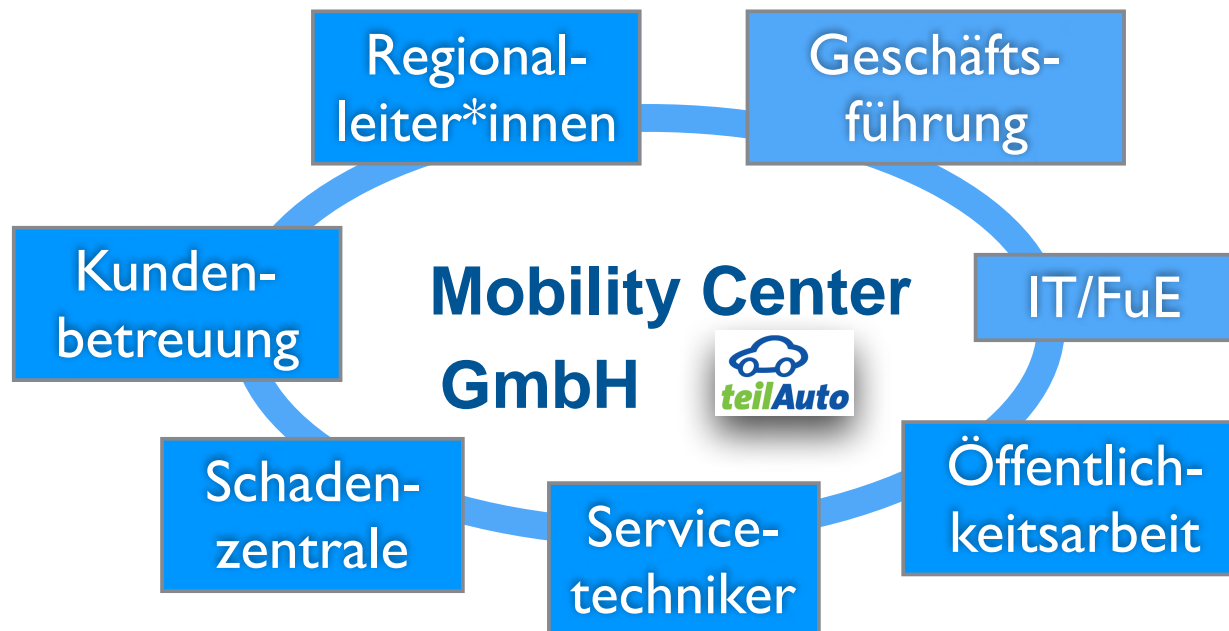 Regional-
leiter*innen
Geschäfts-
führung
Kunden-
betreuung
Mobility Center
GmbH
teilAuto
IT/FuE
Schaden-
zentrale
Service-
techniker
Öffentlich-
keitsarbeit